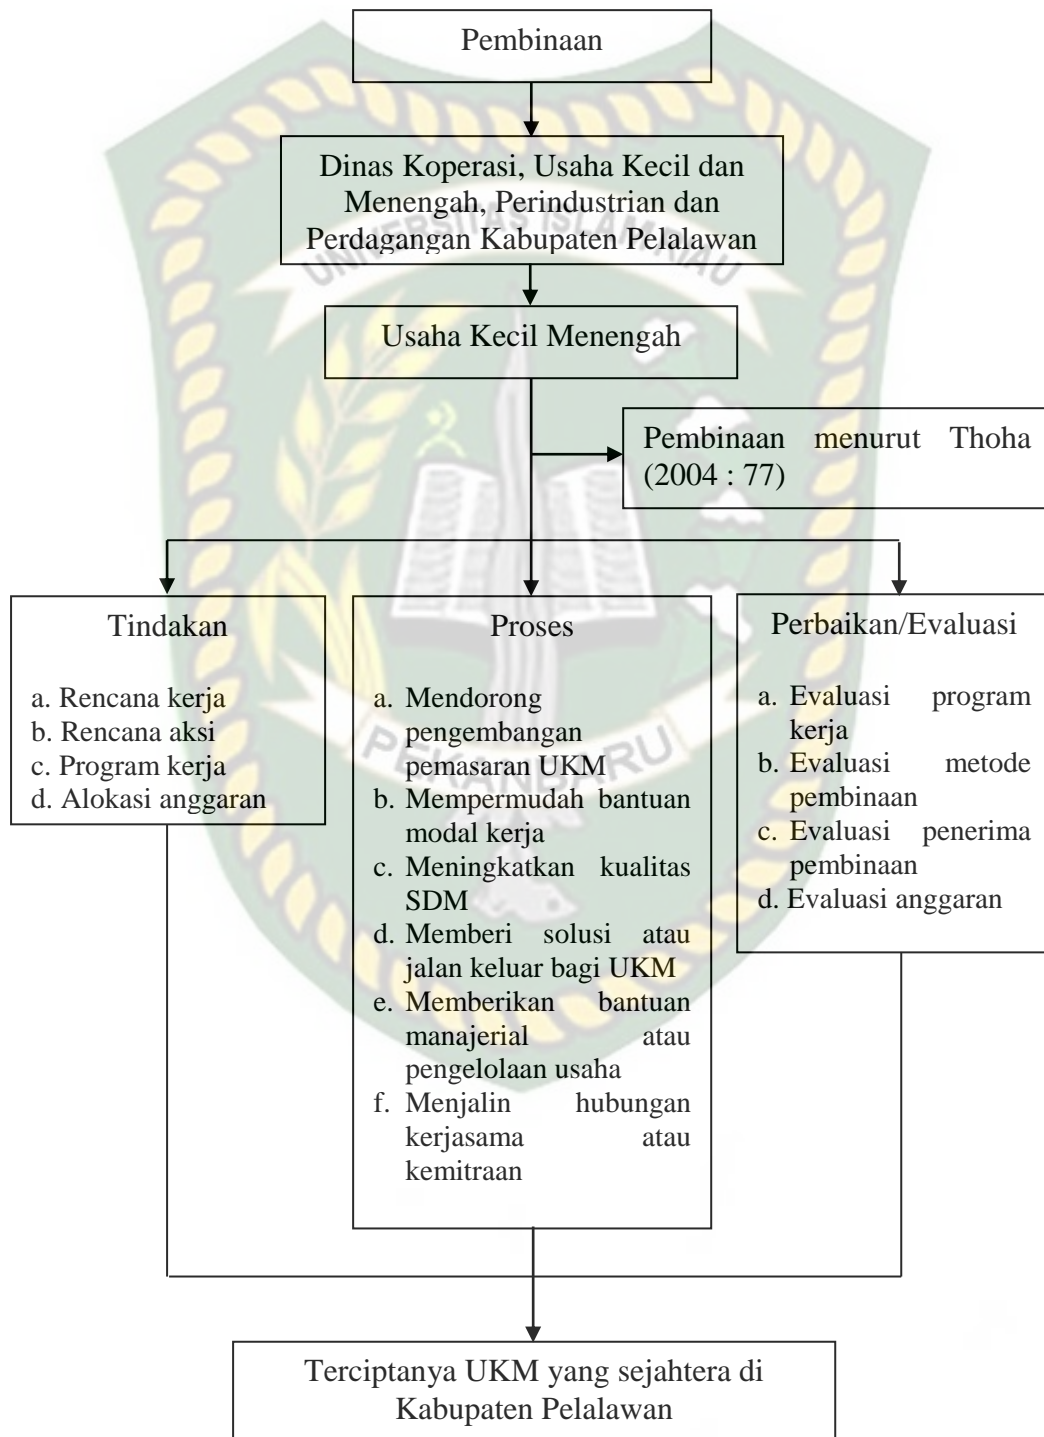 Pembinaan
Dinas Koperasi, Usaha Kecil dan
Menengah, Perindustrian dan
Perdagangan Kabupaten Pelalawan
UNIVERSITAS ISLAM RIAU
Usaha Kecil Menengah
Pembinaan menurut Thoha
(2004 : 77)
Tindakan
a. Rencana kerja
b. Rencana aksi
c. Program kerja
d. Alokasi anggaran
Proses
a. Mendorong
pengembangan
pemasaran UKM
b. Mempermudah bantuan
modal kerja
c. Meningkatkan kualitas
SDM
d. Memberi solusi atau
jalan keluar bagi UKM
e. Memberikan bantuan
manajerial atau
pengelolaan usaha
f. Menjalin hubungan
kerjasama atau
kemitraan
Perbaikan/Evaluasi
a. Evaluasi program
kerja
b. Evaluasi metode
pembinaan
c. Evaluasi penerima
pembinaan
d. Evaluasi anggaran
PEKANBARU
Terciptanya UKM yang sejahtera di
Kabupaten Pelalawan